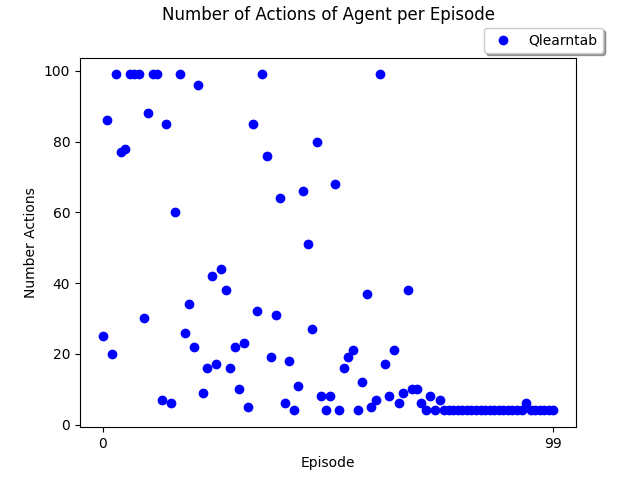 Number of Actions of Agent per Episode
Qlearntab
100
80
60
40
20
0
Number Actions
0 99
Episode